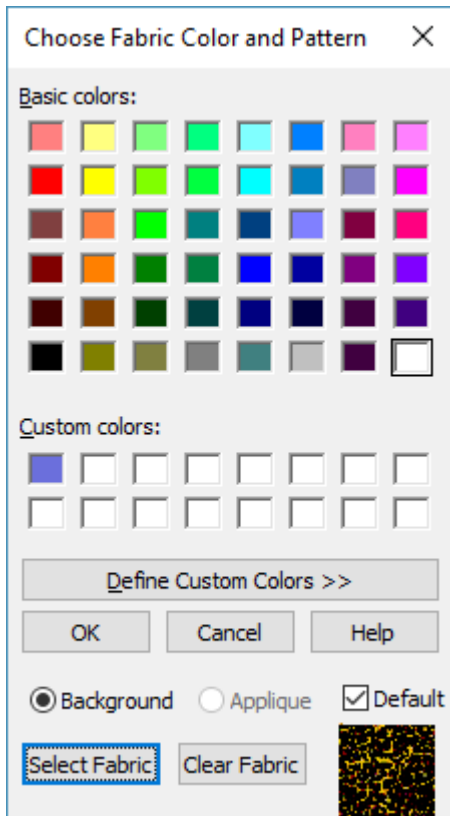 Choose Fabric Color and Pattern
Basic colors:
Custom colors:
Define Custom Colors >>
OK Cancel Help
Background Applique Default
Select Fabric Clear Fabric